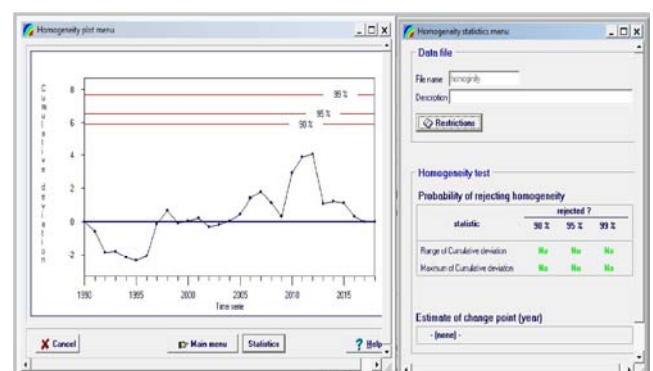 Homogeneity plot menu
Cumulative deviation
8
6
4
2
0
-2
99 %
95 %
90 %
1990
1995
2000
2005
2010
2015
Time serie
Cancel
Main menu
Statistics
? Help
Homogeneity statistics menu
Data file
File name
Description
Restrictions
Homogeneity test
Probability of rejecting homogeneity
rejected ?
statistic 90 % 95 % 99 %
Range of Cumulative deviation No No No
Maximum of Cumulative deviation No No No
Estimate of change point (year)
- (none) -